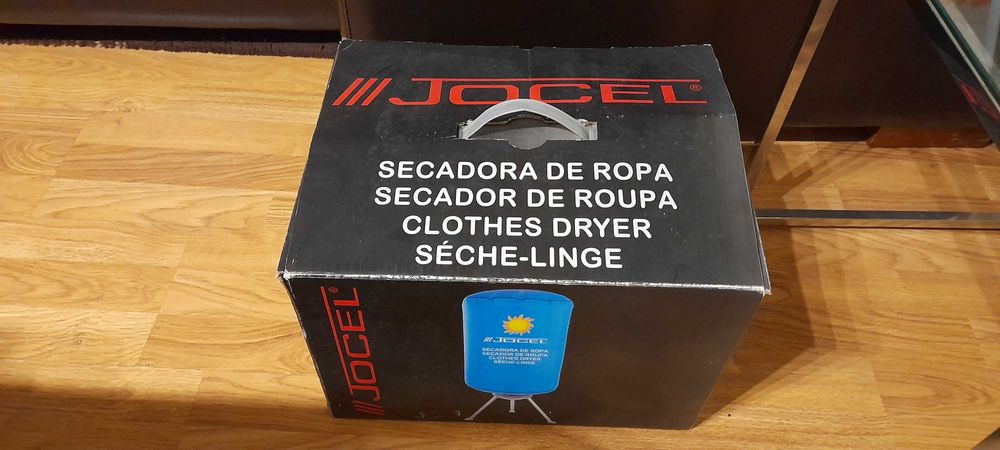 JOCEL®
SECADORA DE ROPA
SECADOR DE ROUPA
CLOTHES DRYER
SÉCHE-LINGE
JOCEL®
JOCEL
SECADORA DE ROPA
SECADOR DE ROUPA
CLOTHES DRYER
SÉCHE-LINGE